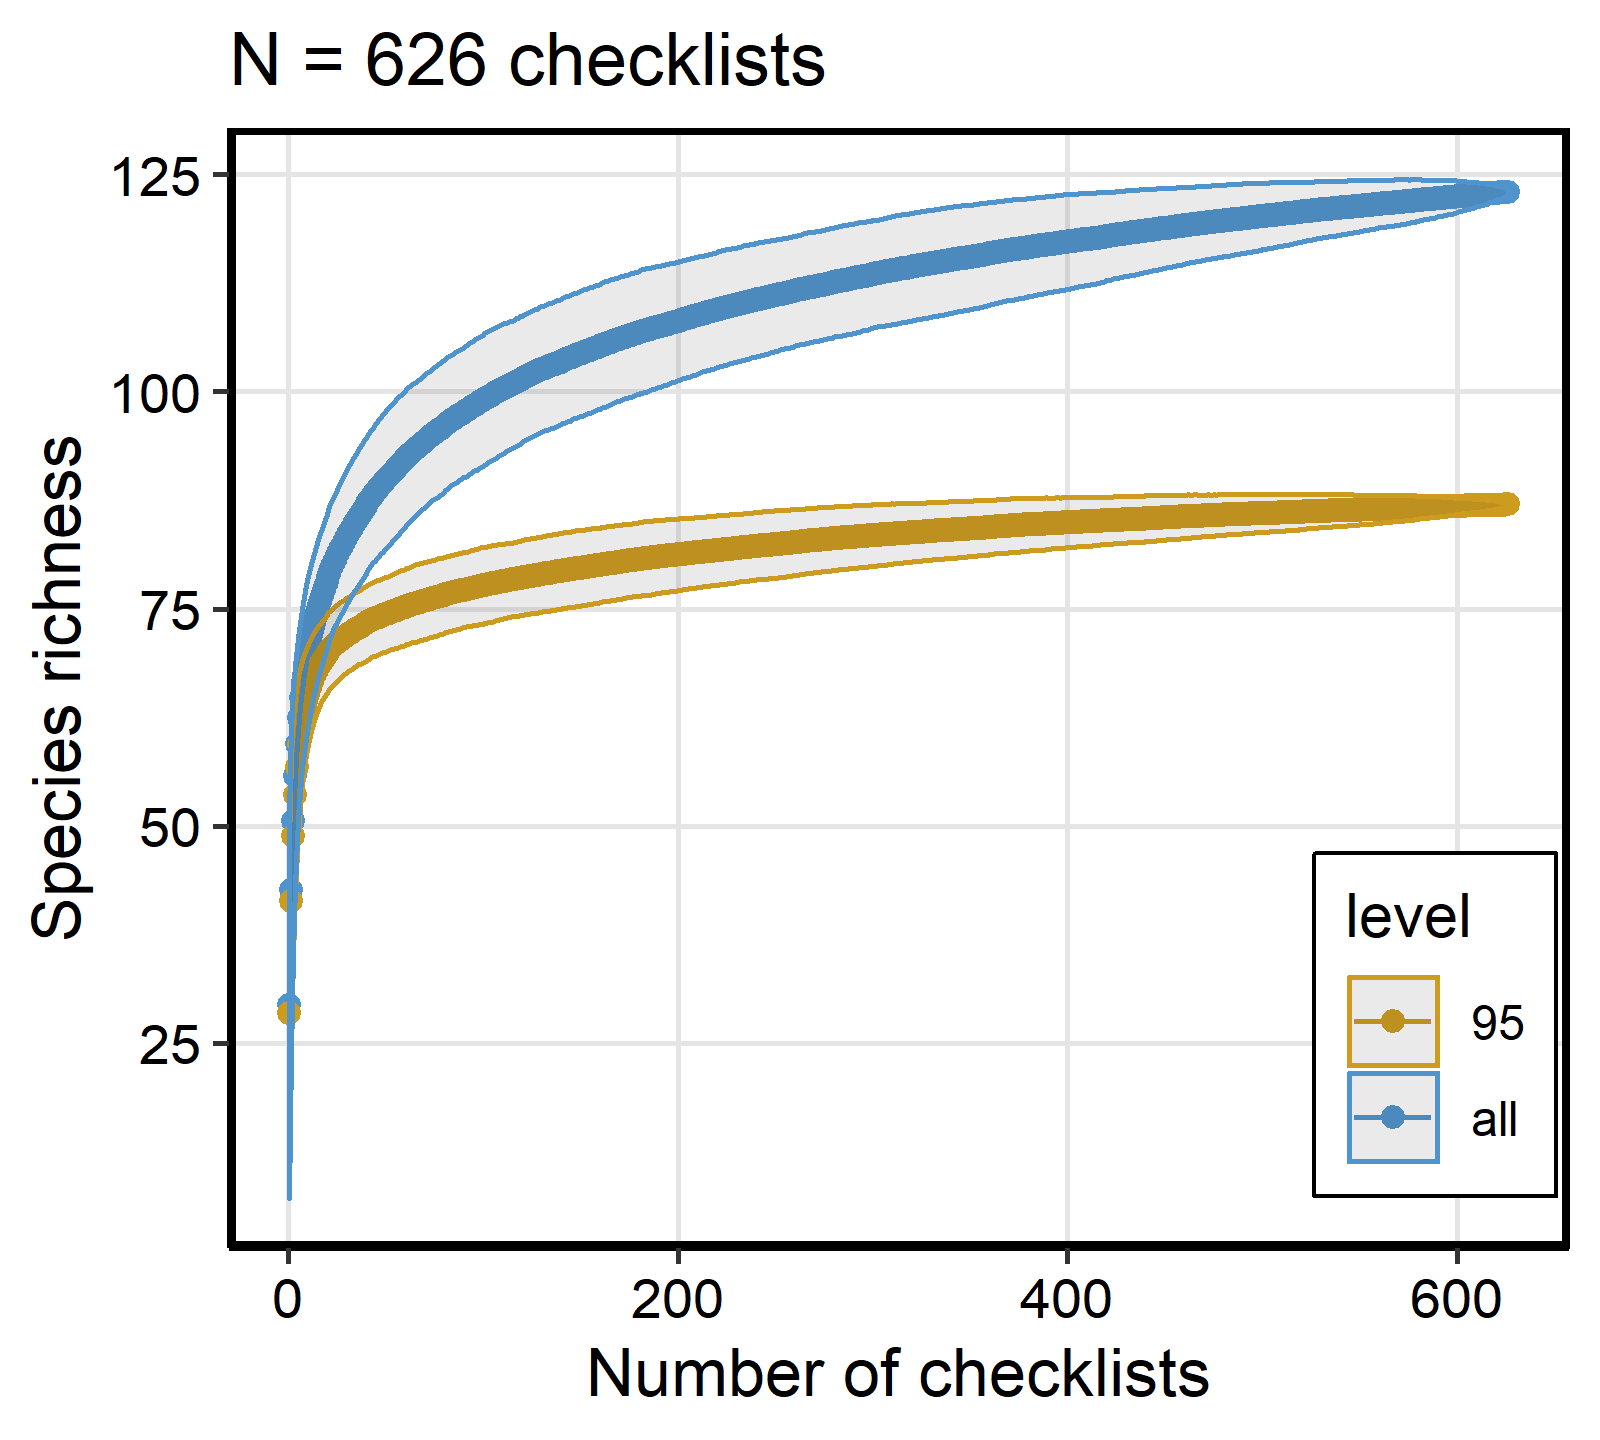 N = 626 checklists
125
100
75
50
25
Species richness
level
95
all
0 200 400 600
Number of checklists